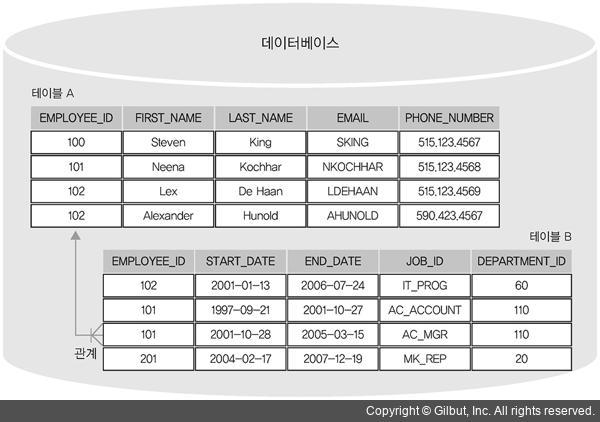 데이터베이스
테이블 A
EMPLOYEE_ID FIRST_NAME LAST_NAME EMAIL PHONE_NUMBER
100 Steven King SKING 515.123.4567
101 Neena Kochhar NKOCHHAR 515.123.4568
102 Lex De Haan LDEHAAN 515.123.4569
102 Alexander Hunold AHUNOLD 590.423.4567
테이블 B
EMPLOYEE_ID START_DATE END_DATE JOB_ID DEPARTMENT_ID
102 2001-01-13 2006-07-24 IT_PROG 60
101 1997-09-21 2001-10-27 AC_ACCOUNT 110
101 2001-10-28 2005-03-15 AC_MGR 110
관계
201 2004-02-17 2007-12-19 MK_REP 20
Copyright © Gilbut, Inc. All rights reserved.